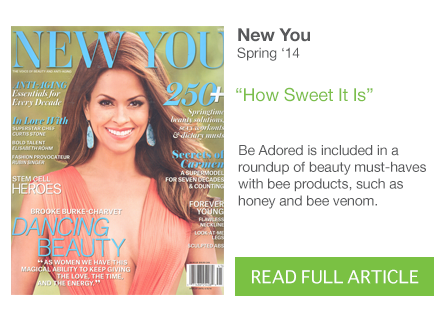 NEW YOU
THE VOICE OF BEAUTY AND ANTI-AGING
ANTI-AGING
Essentials for
Every Decade
In Love With
SUPERSTAR CHEF
CURTIS STONE
BOLD TALENT
ELISABETH RÖHM
FASHION PROVOCATEUR
RUBIN SINGER
STEM CELL
HEROES
BROOKE BURKE-CHARVET
DANCING
BEAUTY
“AS WOMEN WE HAVE THIS
MAGICAL ABILITY TO KEEP GIVING
THE LOVE, THE TIME,
AND THE ENERGY.”
250+
Springtime
beauty solutions,
& dietary musts
Secrets of
Carmen
A SUPERMODEL
FOR SEVEN DECADES
& COUNTING
FOREVER
YOUNG
FLAWLESS
NECKLINE
LOOK-AT-ME
LEGS
SCULPTED ABS
New You
Spring ‘14
“How Sweet It Is”
Be Adored is included in a
roundup of beauty must-haves
with bee products, such as
honey and bee venom.
READ FULL ARTICLE